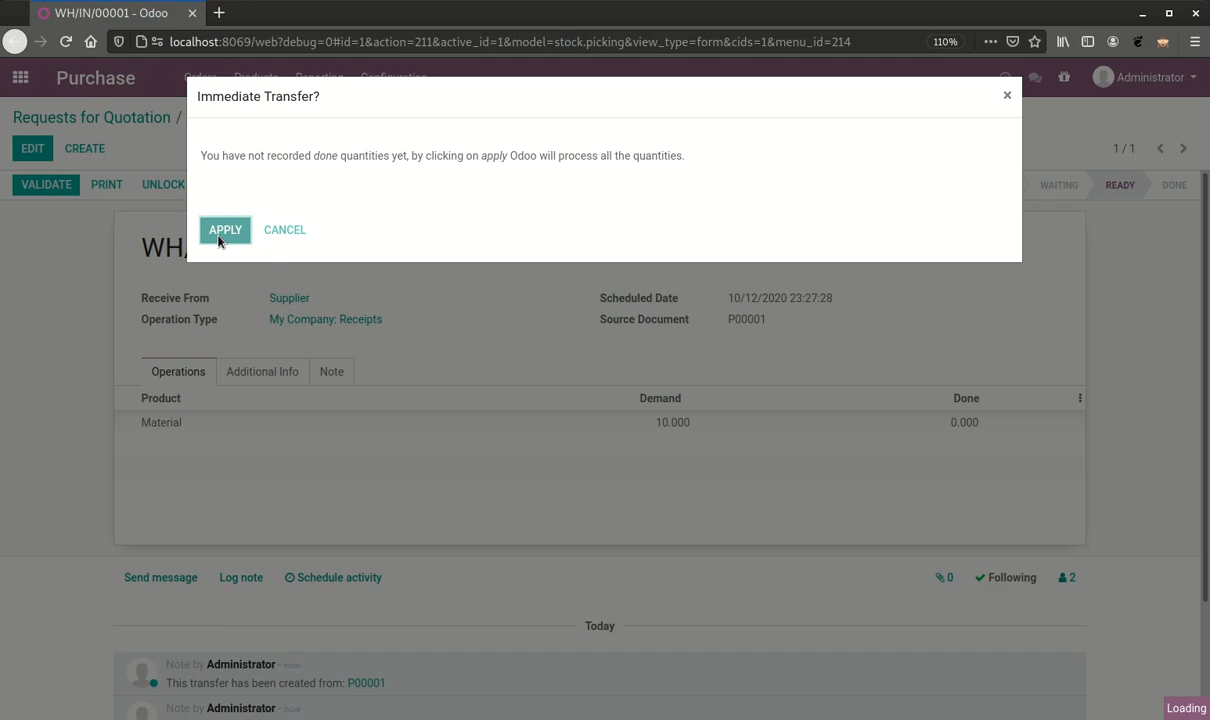 WH/IN/00001 - Odoo
localhost:8069/web?debug=0#id=1&action=211&active_id=1&model=stock.picking&view_type=form&cids=1&menu_id=214
110%
Purchase
Orders Products Reporting Configuration
Administrator
Immediate Transfer?
×
Requests for Quotation /
EDIT
CREATE
1 / 1
You have not recorded done quantities yet, by clicking on apply Odoo will process all the quantities.
VALIDATE
PRINT
UNLOCK
WAITING
READY
DONE
APPLY
CANCEL
WH/
Receive From
Supplier
Scheduled Date
10/12/2020 23:27:28
Operation Type
My Company: Receipts
Source Document
P00001
Operations
Additional Info
Note
Product
Demand
Done
Material
10.000
0.000
Send message
Log note
Schedule activity
0
Following
2
Today
Note by Administrator - now
This transfer has been created from: P00001
Note by Administrator - now
Loading